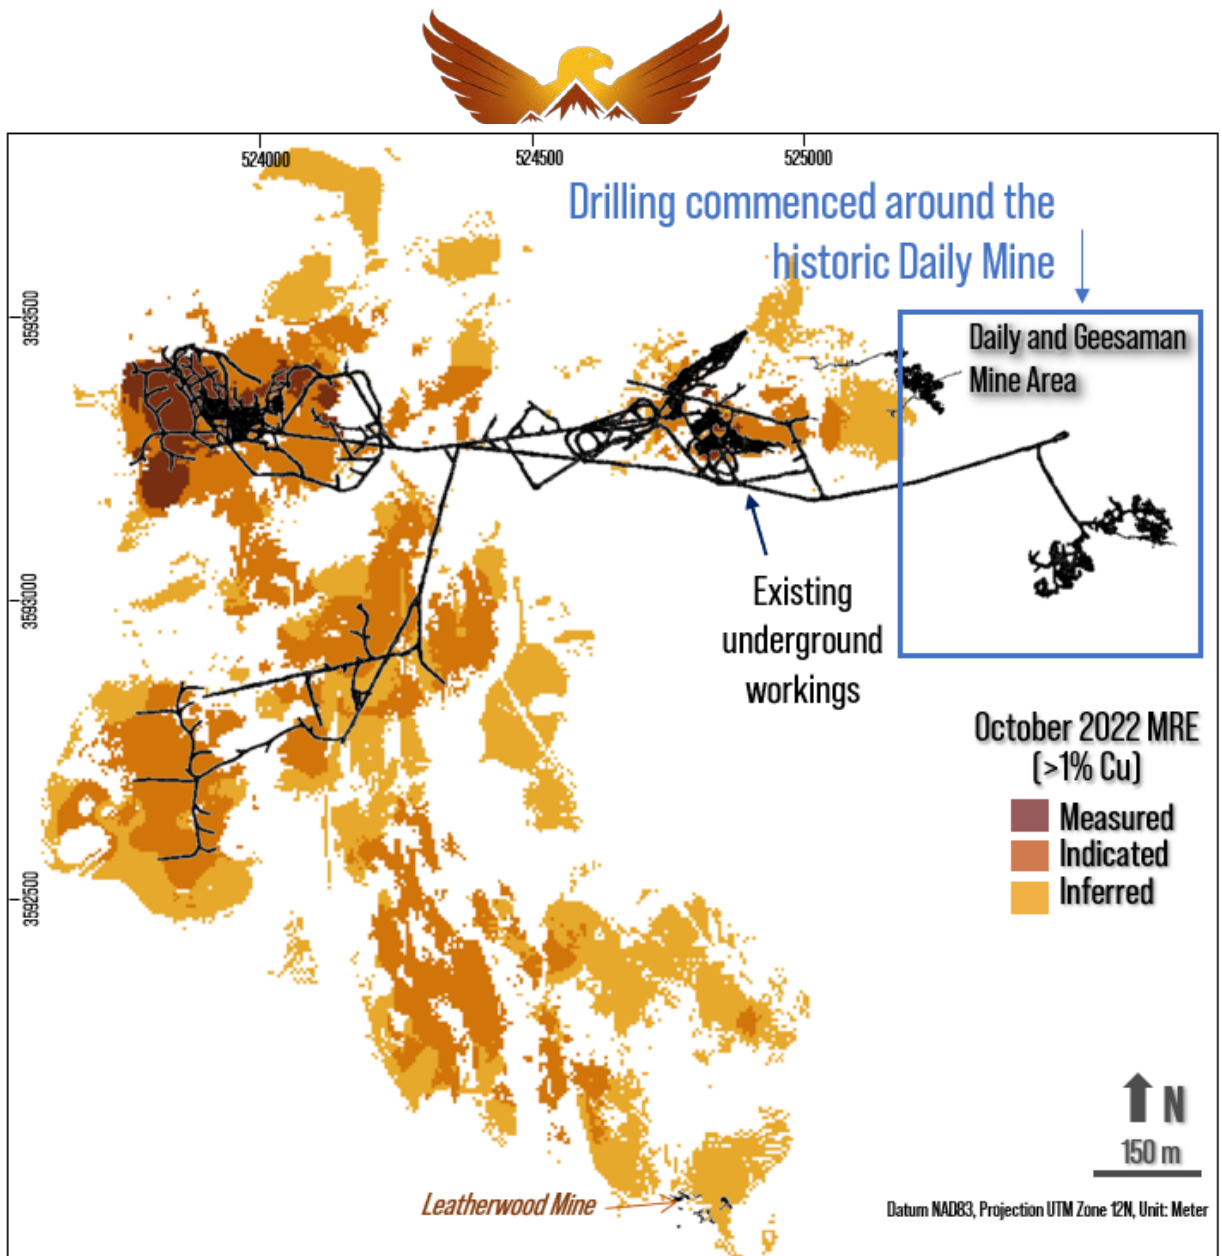 524000
524500
525000
Drilling commenced around the
historic Daily Mine
3593500
Daily and Geesaman
Mine Area
3593000
Existing
underground
workings
October 2022 MRE
(>1% Cu)
Measured
Indicated
Inferred
3592500
N
150 m
Leatherwood Mine
Datum NAD83, Projection UTM Zone 12N, Unit: Meter